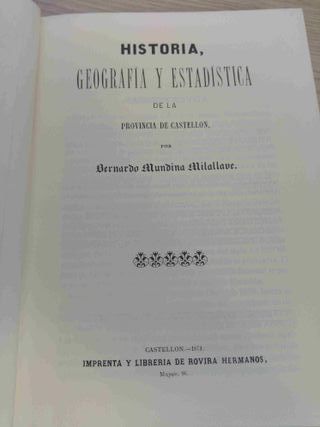 HISTORIA,
GEOGRAFIA Y ESTADISTICA
DE LA
PROVINCIA DE CASTELLON,
POR
Bernardo Mundina Milallave.
CASTELLON.—1873.
IMPRENTA Y LIBRERIA DE ROVIRA HERMANOS,
Mayor,